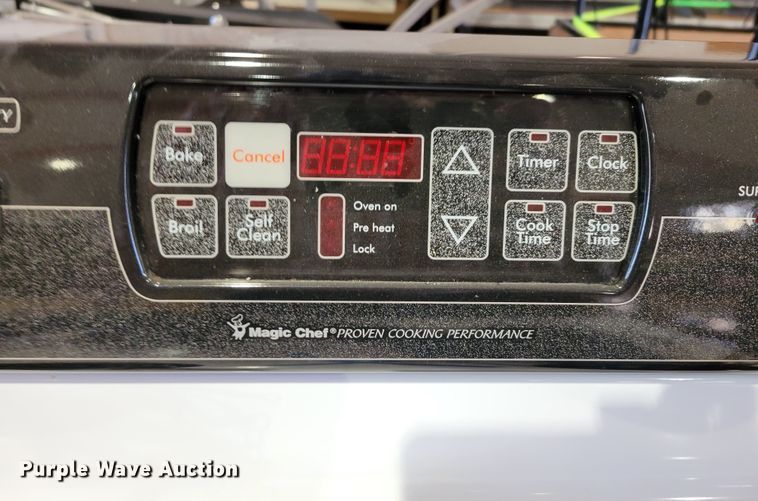 Bake
Cancel
Timer
Clock
Broil
Self
Clean
Oven on
Pre heat
Lock
Cook
Time
Stop
Time
Magic Chef® PROVEN COOKING PERFORMANCE
Purple Wave Auction